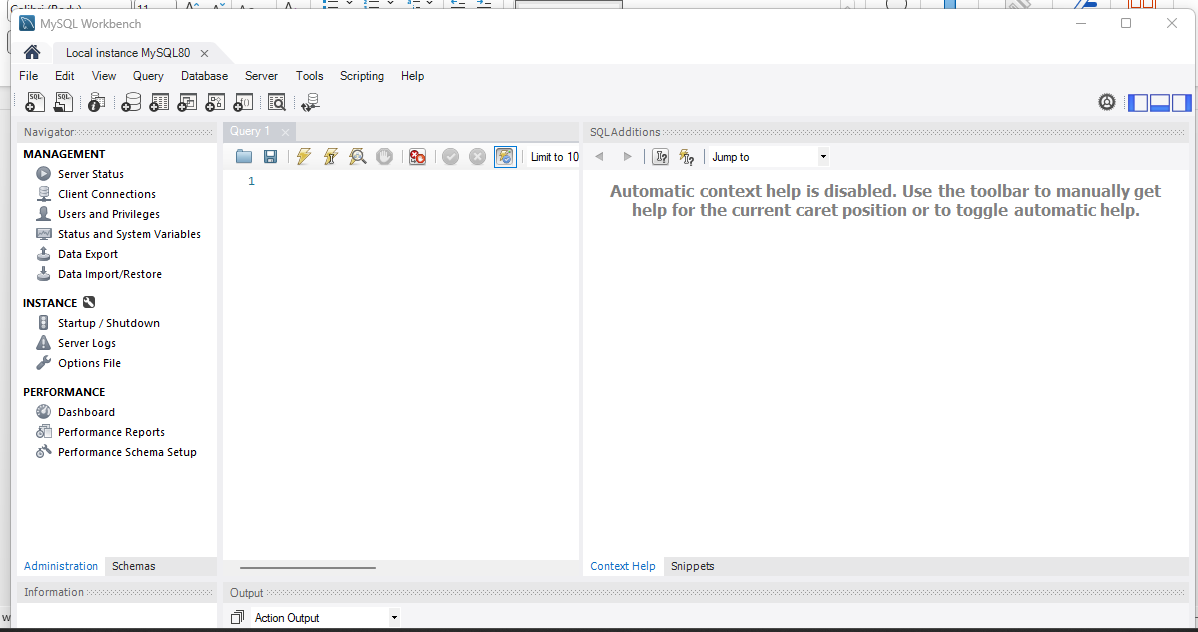 Calibri (Body)
11
MySQL Workbench
Local instance MySQL80
File Edit View Query Database Server Tools Scripting Help
Navigator
MANAGEMENT
Server Status
Client Connections
Users and Privileges
Status and System Variables
Data Export
Data Import/Restore
INSTANCE
Startup / Shutdown
Server Logs
Options File
PERFORMANCE
Dashboard
Performance Reports
Performance Schema Setup
Administration Schemas
Information
Query 1
Limit to 10
1
SQLAdditions
Jump to
Automatic context help is disabled. Use the toolbar to manually get
help for the current caret position or to toggle automatic help.
Context Help Snippets
Output
Action Output